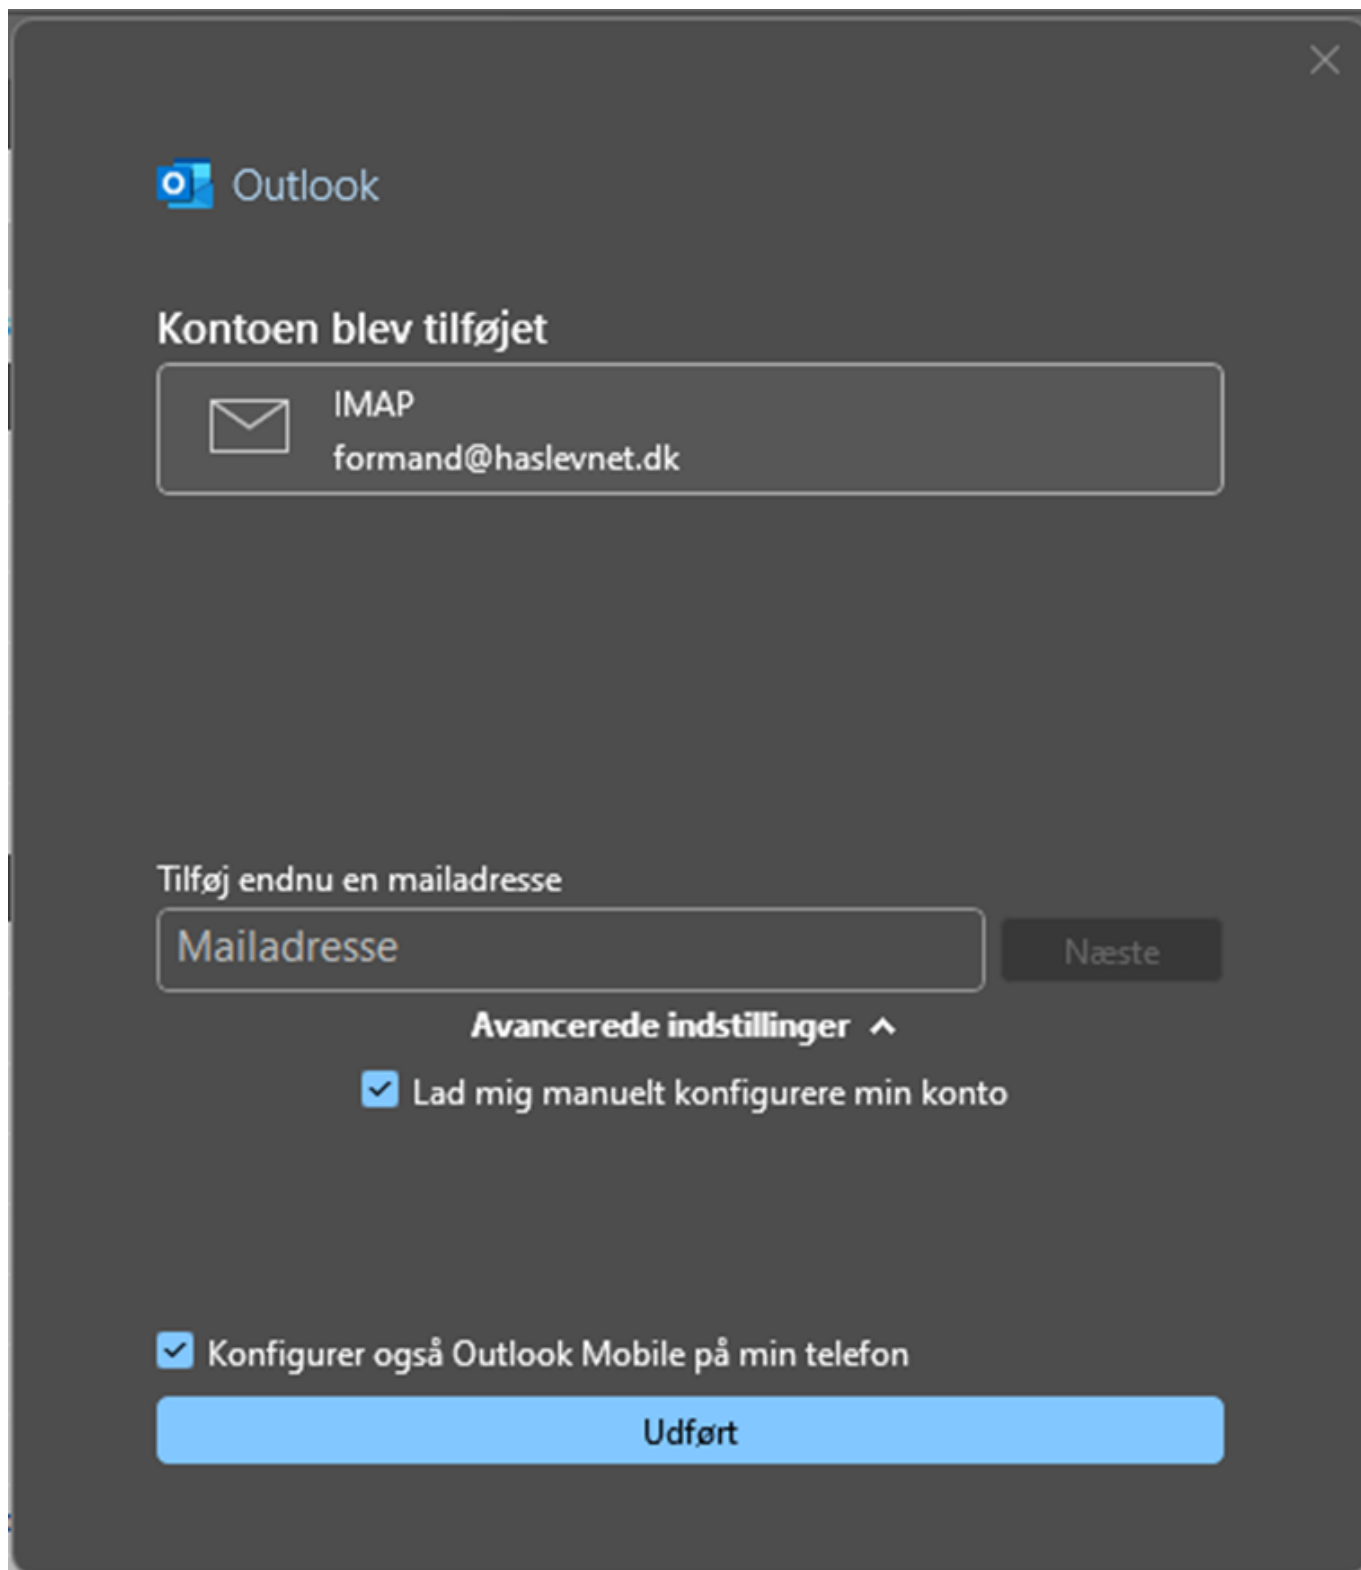 Outlook
Kontoen blev tilføjet
IMAP
formand@haslevnet.dk
Tilføj endnu en mailadresse
Mailadresse
Næste
Avancerede indstillinger
Lad mig manuelt konfigurere min konto
Konfigurer også Outlook Mobile på min telefon
Udført